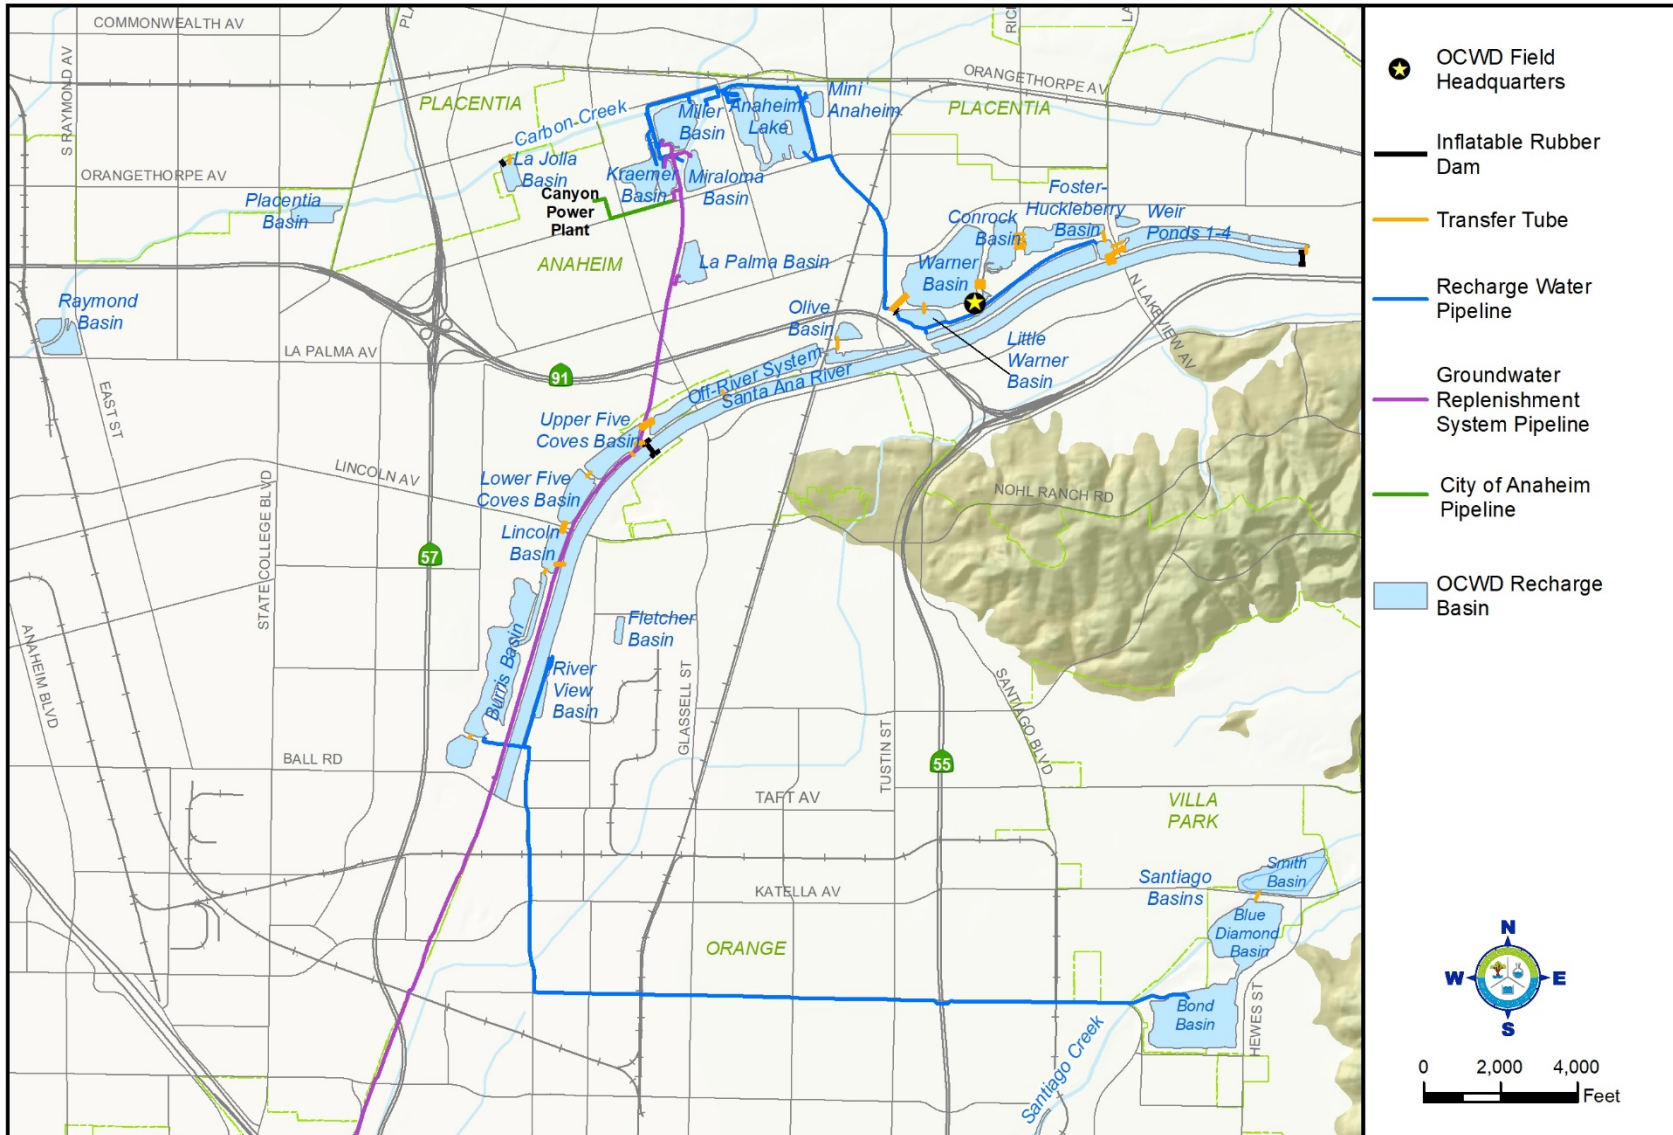 COMMONWEALTH AV
S RAYMOND AV
ORANGETHORPE AV
PLACENTIA
PLACENTIA
Carbon Creek
Miller
Basin
Anaheim
Lake
Mini
Anaheim
La Jolla
Basin
Kraemer
Basin
Miraloma
Basin
Canyon
Power
Plant
ORANGETHORPE AV
Placentia
Basin
Foster-
Huckleberry
Basin
Conrock
Basin
Weir
Ponds 1-4
Warner
Basin
ANAHEIM
La Palma Basin
N LAKEVIEW AV
Raymond
Basin
Olive
Basin
Little
Warner
Basin
LA PALMA AV
91
Off-River System
Santa Ana River
EAST ST
Upper Five
Coves Basin
LINCOLN AV
Lower Five
Coves Basin
STATE COLLEGE BLVD
NOHL RANCH RD
Lincoln
Basin
57
Fletcher
Basin
ANAHEIM BLVD
Burris Basin
River
View
Basin
GLASSELL ST
SANTIAGO BLVD
TUSTIN ST
55
BALL RD
TAFT AV
VILLA
PARK
Smith
Basin
Santiago
Basins
KATELLA AV
Blue
Diamond
Basin
ORANGE
Bond
Basin
HEWES ST
Santiago Creek
OCWD Field
Headquarters
Inflatable Rubber
Dam
Transfer Tube
Recharge Water
Pipeline
Groundwater
Replenishment
System Pipeline
City of Anaheim
Pipeline
OCWD Recharge
Basin
N
W
E
S
0 2,000 4,000
Feet